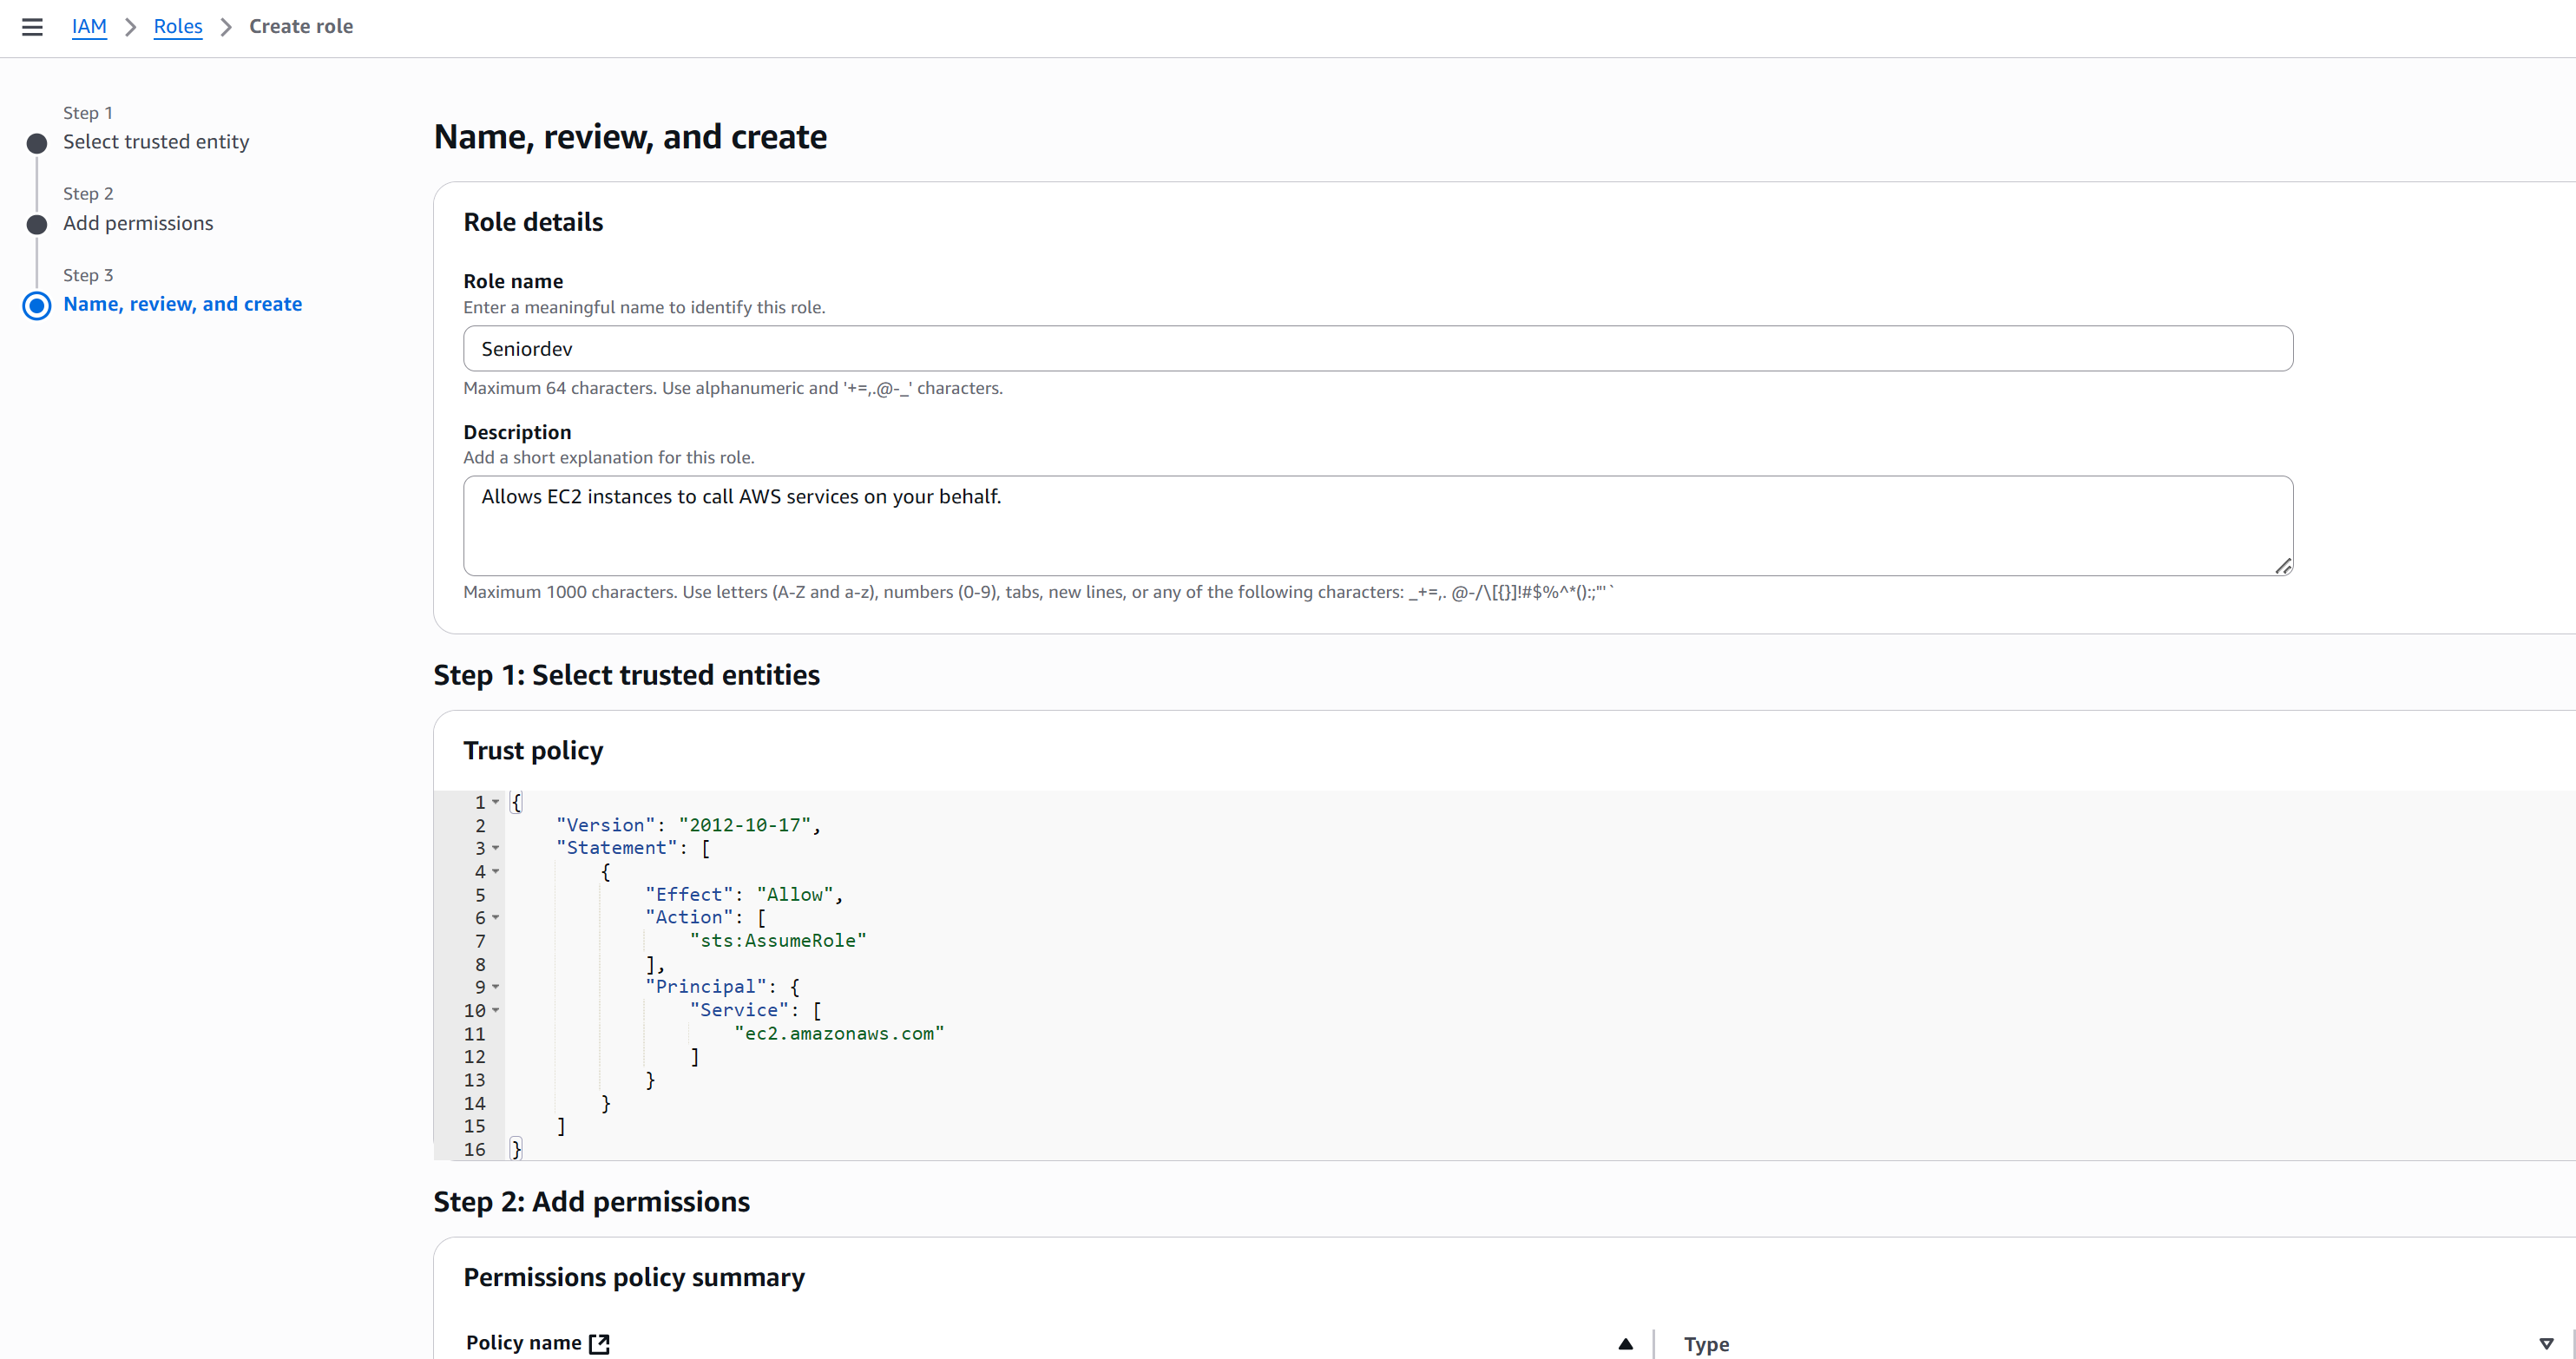 IAM > Roles > Create role
Step 1
Select trusted entity
Step 2
Add permissions
Step 3
Name, review, and create
Name, review, and create
Role details
Role name
Enter a meaningful name to identify this role.
Seniordev
Maximum 64 characters. Use alphanumeric and '+=,.@-_' characters.
Description
Add a short explanation for this role.
Allows EC2 instances to call AWS services on your behalf.
Maximum 1000 characters. Use letters (A-Z and a-z), numbers (0-9), tabs, new lines, or any of the following characters: _+=,. @-/\[{}]!#$%^*();:"'`
Step 1: Select trusted entities
Trust policy
1 {
2     "Version": "2012-10-17",
3     "Statement": [
4         {
5             "Effect": "Allow",
6             "Action": [
7                 "sts:AssumeRole"
8             ],
9             "Principal": {
10                 "Service": [
11                     "ec2.amazonaws.com"
12                 ]
13             }
14         }
15     ]
16 }
Step 2: Add permissions
Permissions policy summary
Policy name
Type